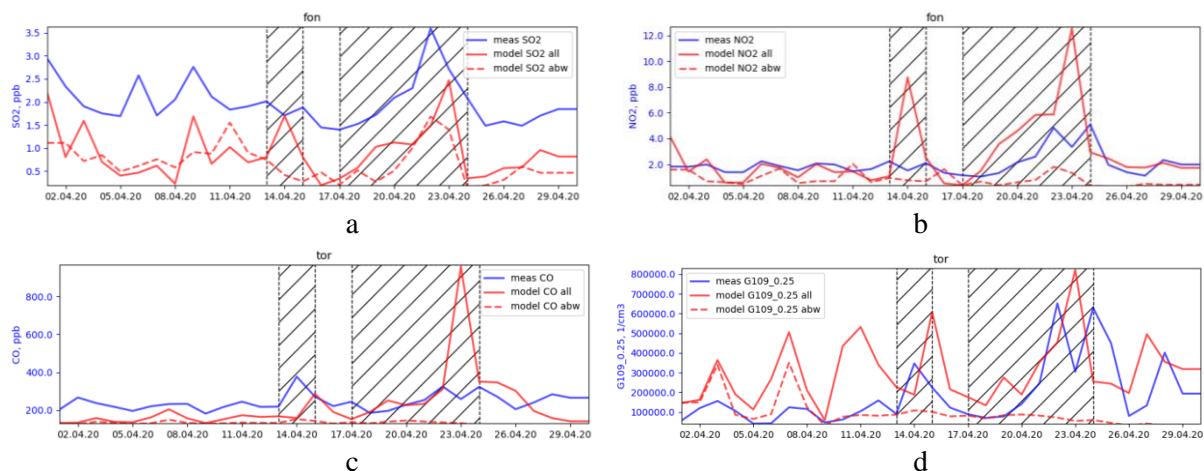 fon
3.5
3.0
2.5
2.0
1.5
1.0
0.5
SO2, ppb
meas SO2
model SO2 all
model SO2 abw
02.04.20 05.04.20 08.04.20 11.04.20 14.04.20 17.04.20 20.04.20 23.04.20 26.04.20 29.04.20
a
fon
12.0
10.0
8.0
6.0
4.0
2.0
NO2, ppb
meas NO2
model NO2 all
model NO2 abw
02.04.20 05.04.20 08.04.20 11.04.20 14.04.20 17.04.20 20.04.20 23.04.20 26.04.20 29.04.20
b
tor
800.0
600.0
400.0
200.0
CO, ppb
meas CO
model CO all
model CO abw
02.04.20 05.04.20 08.04.20 11.04.20 14.04.20 17.04.20 20.04.20 23.04.20 26.04.20 29.04.20
c
tor
800000.0
700000.0
600000.0
500000.0
400000.0
300000.0
200000.0
100000.0
G109_0.25, 1/cm3
meas G109_0.25
model G109_0.25 all
model G109_0.25 abw
02.04.20 05.04.20 08.04.20 11.04.20 14.04.20 17.04.20 20.04.20 23.04.20 26.04.20 29.04.20
d